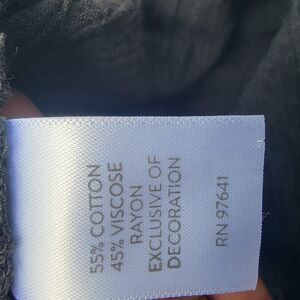 55% COTTON
45% VISCOSE
RAYON
EXCLUSIVE OF
DECORATION
RN 97641